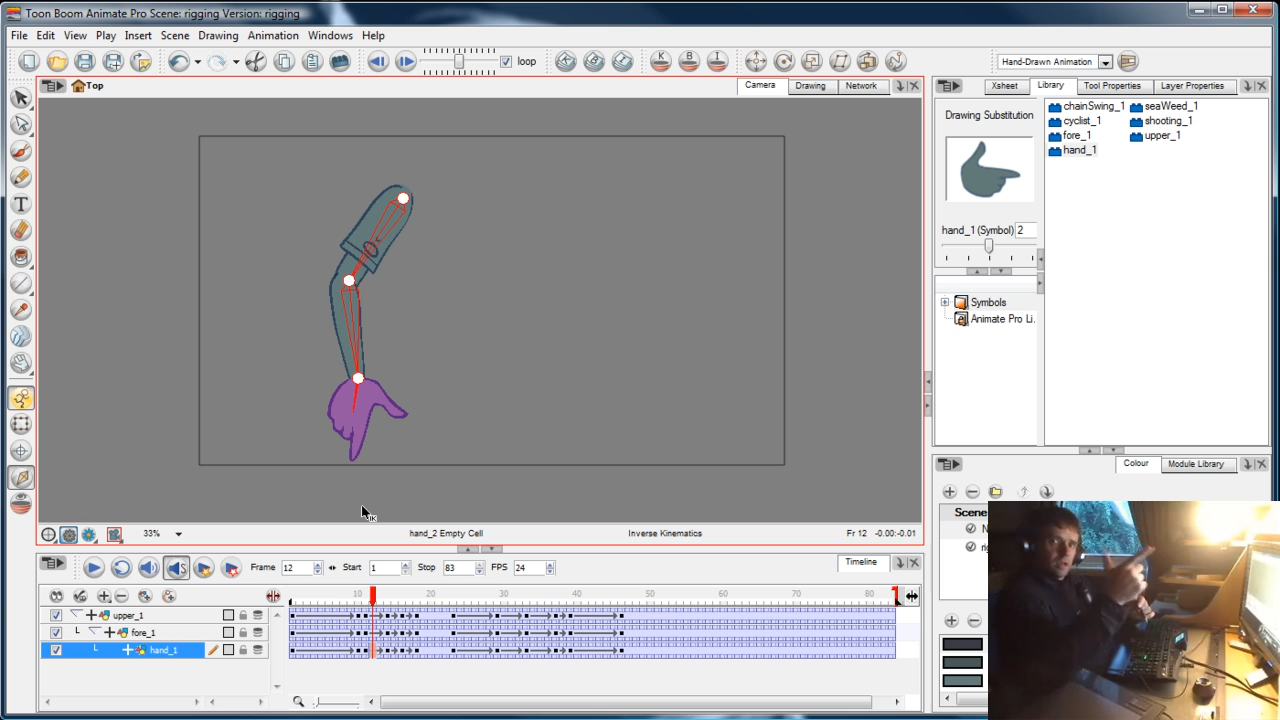 Toon Boom Animate Pro Scene: rigging Version: rigging
File Edit View Play Insert Scene Drawing Animation Windows Help
loop
K B I
Hand-Drawn Animation
Top
Camera Drawing Network
Xsheet Library Tool Properties Layer Properties
Drawing Substitution
hand_1 (Symbol) 2
chainSwing_1 seaWeed_1
cyclist_1 shooting_1
fore_1 upper_1
hand_1
Symbols
Animate Pro Li...
IK
33% hand_2 Empty Cell Inverse Kinematics Fr 12 -0.00:-0.01
Colour Module Library
Scene
N
rig
Frame 12 Start 1 Stop 83 FPS 24
Timeline
10 20 30 40 50 60 70 80
upper_1
fore_1
hand_1